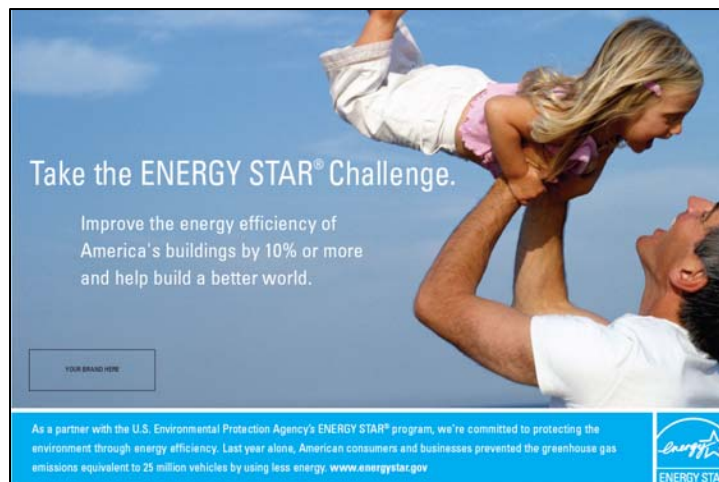 Take the ENERGY STAR® Challenge.
Improve the energy efficiency of
America's buildings by 10% or more
and help build a better world.
YOUR BRAND HERE
As a partner with the U.S. Environmental Protection Agency's ENERGY STAR® program, we're committed to protecting the
environment through energy efficiency. Last year alone, American consumers and businesses prevented the greenhouse gas
emissions equivalent to 25 million vehicles by using less energy. www.energystar.gov
energy
ENERGY STA